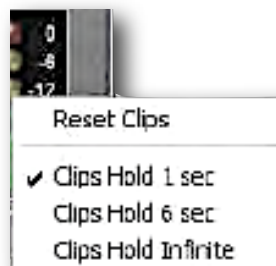 0
-6
-12
Reset Clips
Clips Hold 1 sec
Clips Hold 6 sec
Clips Hold Infinite